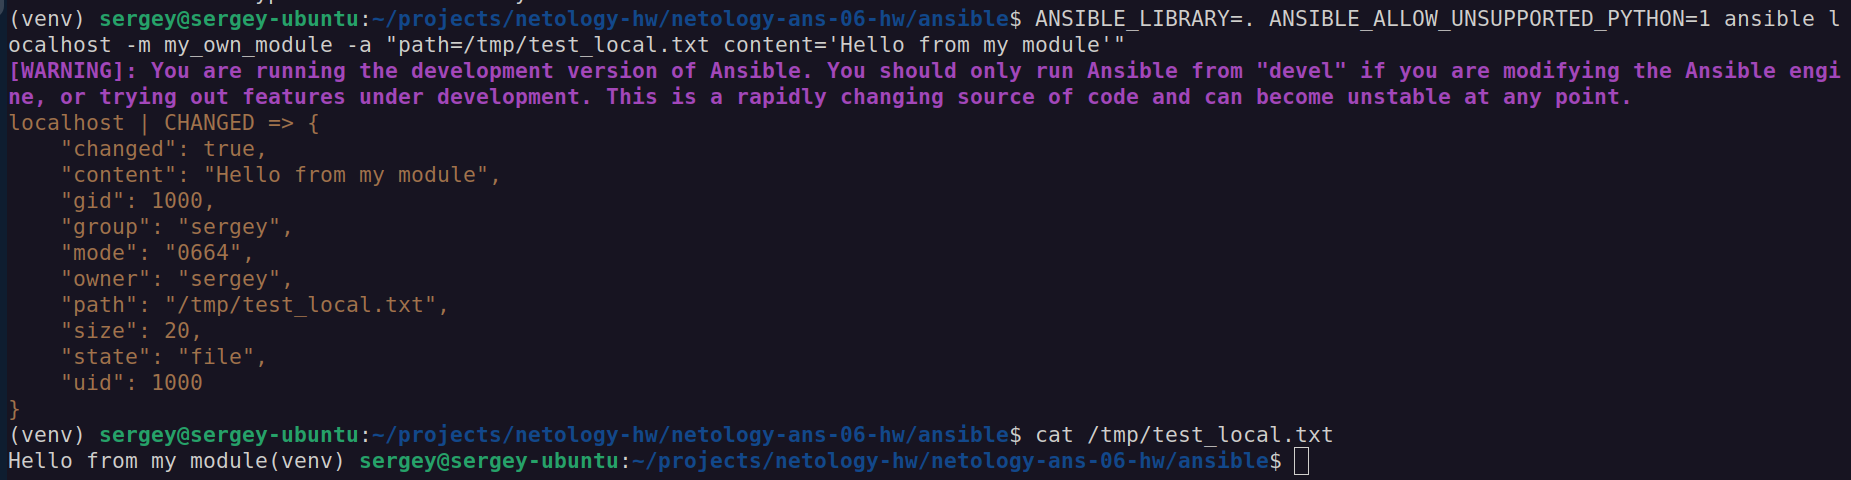 (venv) sergey@sergey-ubuntu:~/projects/netology-hw/netology-ans-06-hw/ansible$ ANSIBLE_LIBRARY=. ANSIBLE_ALLOW_UNSUPPORTED_PYTHON=1 ansible l
ocalhost -m my_own_module -a "path=/tmp/test_local.txt content='Hello from my module'"
[WARNING]: You are running the development version of Ansible. You should only run Ansible from "devel" if you are modifying the Ansible engi
ne, or trying out features under development. This is a rapidly changing source of code and can become unstable at any point.
localhost | CHANGED => {
    "changed": true,
    "content": "Hello from my module",
    "gid": 1000,
    "group": "sergey",
    "mode": "0664",
    "owner": "sergey",
    "path": "/tmp/test_local.txt",
    "size": 20,
    "state": "file",
    "uid": 1000
}
(venv) sergey@sergey-ubuntu:~/projects/netology-hw/netology-ans-06-hw/ansible$ cat /tmp/test_local.txt
Hello from my module(venv) sergey@sergey-ubuntu:~/projects/netology-hw/netology-ans-06-hw/ansible$